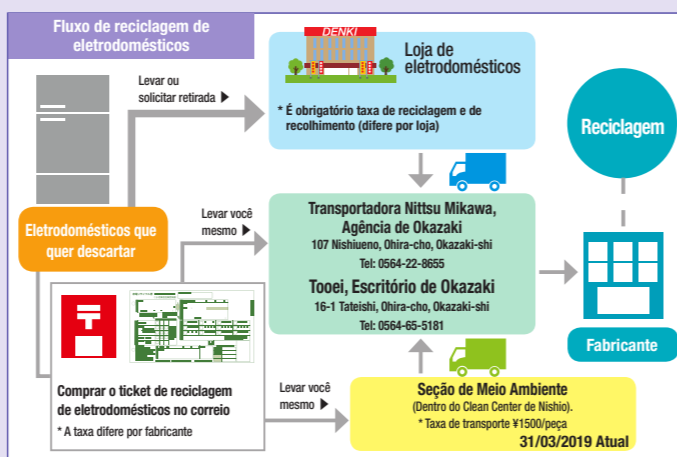 Fluxo de reciclagem de
eletrodomésticos
DENKI
Loja de
eletrodomésticos
Levar ou
solicitar retirada ▶
* É obrigatório taxa de reciclagem e de
recolhimento (difere por loja)
Reciclagem
Eletrodomésticos que
quer descartar
Levar você
mesmo ▶
Transportadora Nittsu Mikawa,
Agência de Okazaki
107 Nishiueno, Ohira-cho, Okazaki-shi
Tel: 0564-22-8655
Tooei, Escritório de Okazaki
16-1 Tateishi, Ohira-cho, Okazaki-shi
Tel: 0564-65-5181
Fabricante
Comprar o ticket de reciclagem
de eletrodomésticos no correio
* A taxa difere por fabricante
Levar você
mesmo ▶
Seção de Meio Ambiente
(Dentro do Clean Center de Nishio).
* Taxa de transporte ¥1500/peça
31/03/2019 Atual